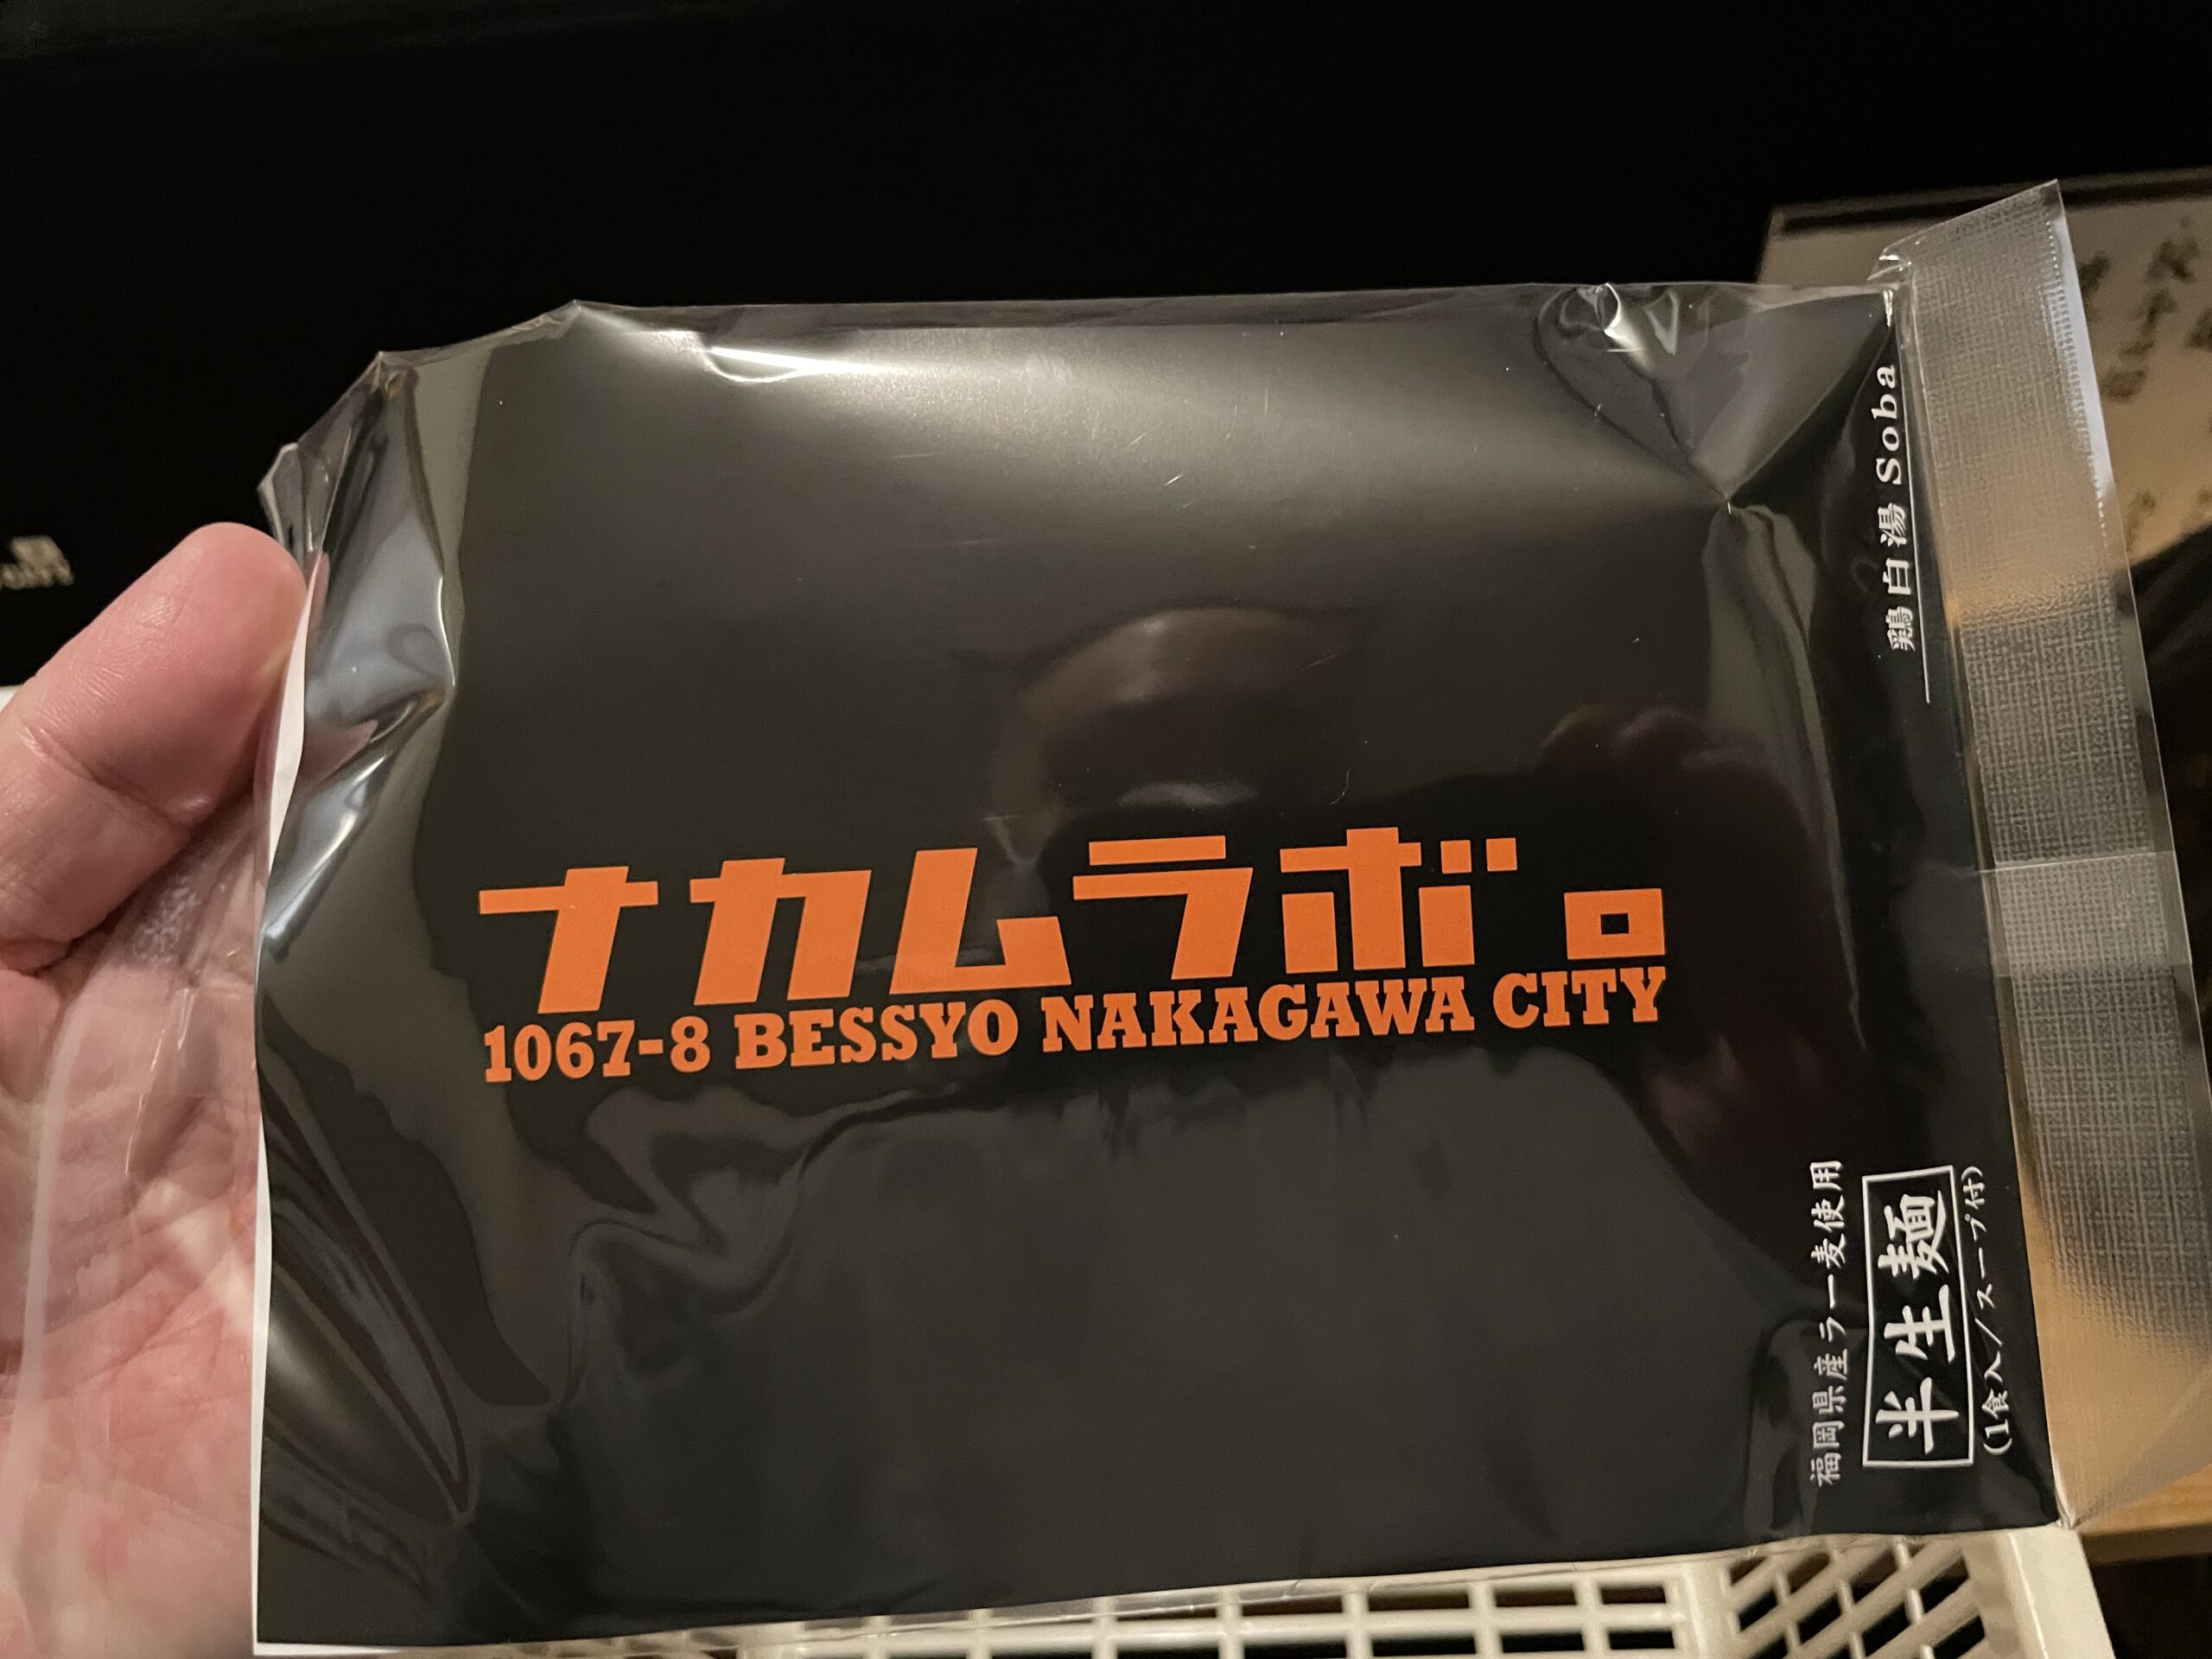 ナカムラボ。
1067-8 BESSYO NAKAGAWA CITY
鶏白湯 Soba
福岡県産ラー麦使用
半生麺
(1食入/スープ付)